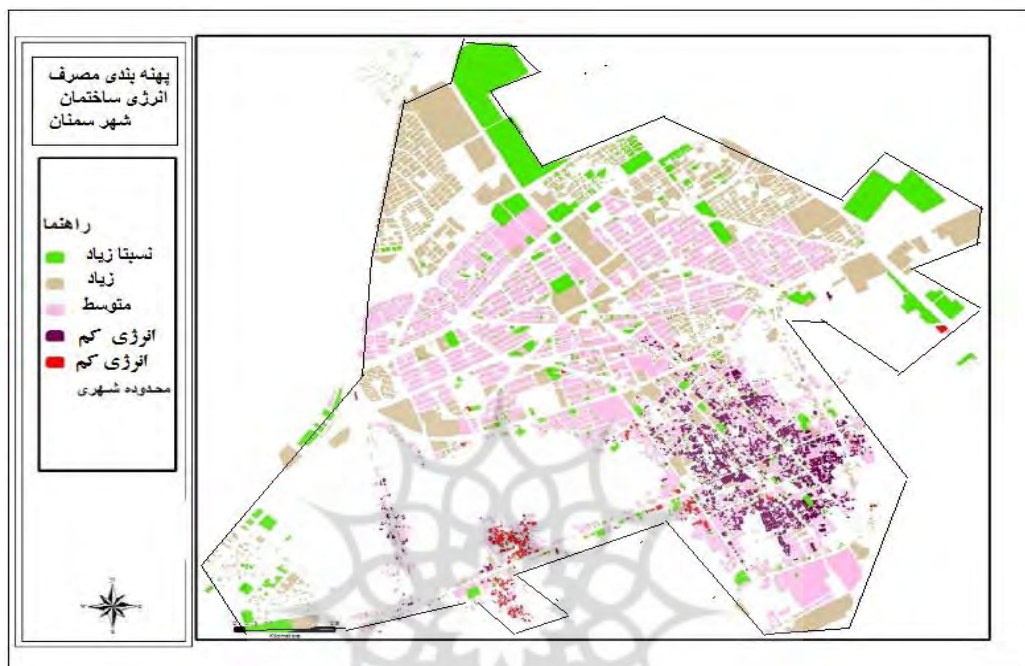 پهنه بندی مصرف
انرژی ساختمان
شهر سمنان
راهنما
نسبتا زیاد
زیاد
متوسط
انرژی کم
انرژی کم
محدوده شهری